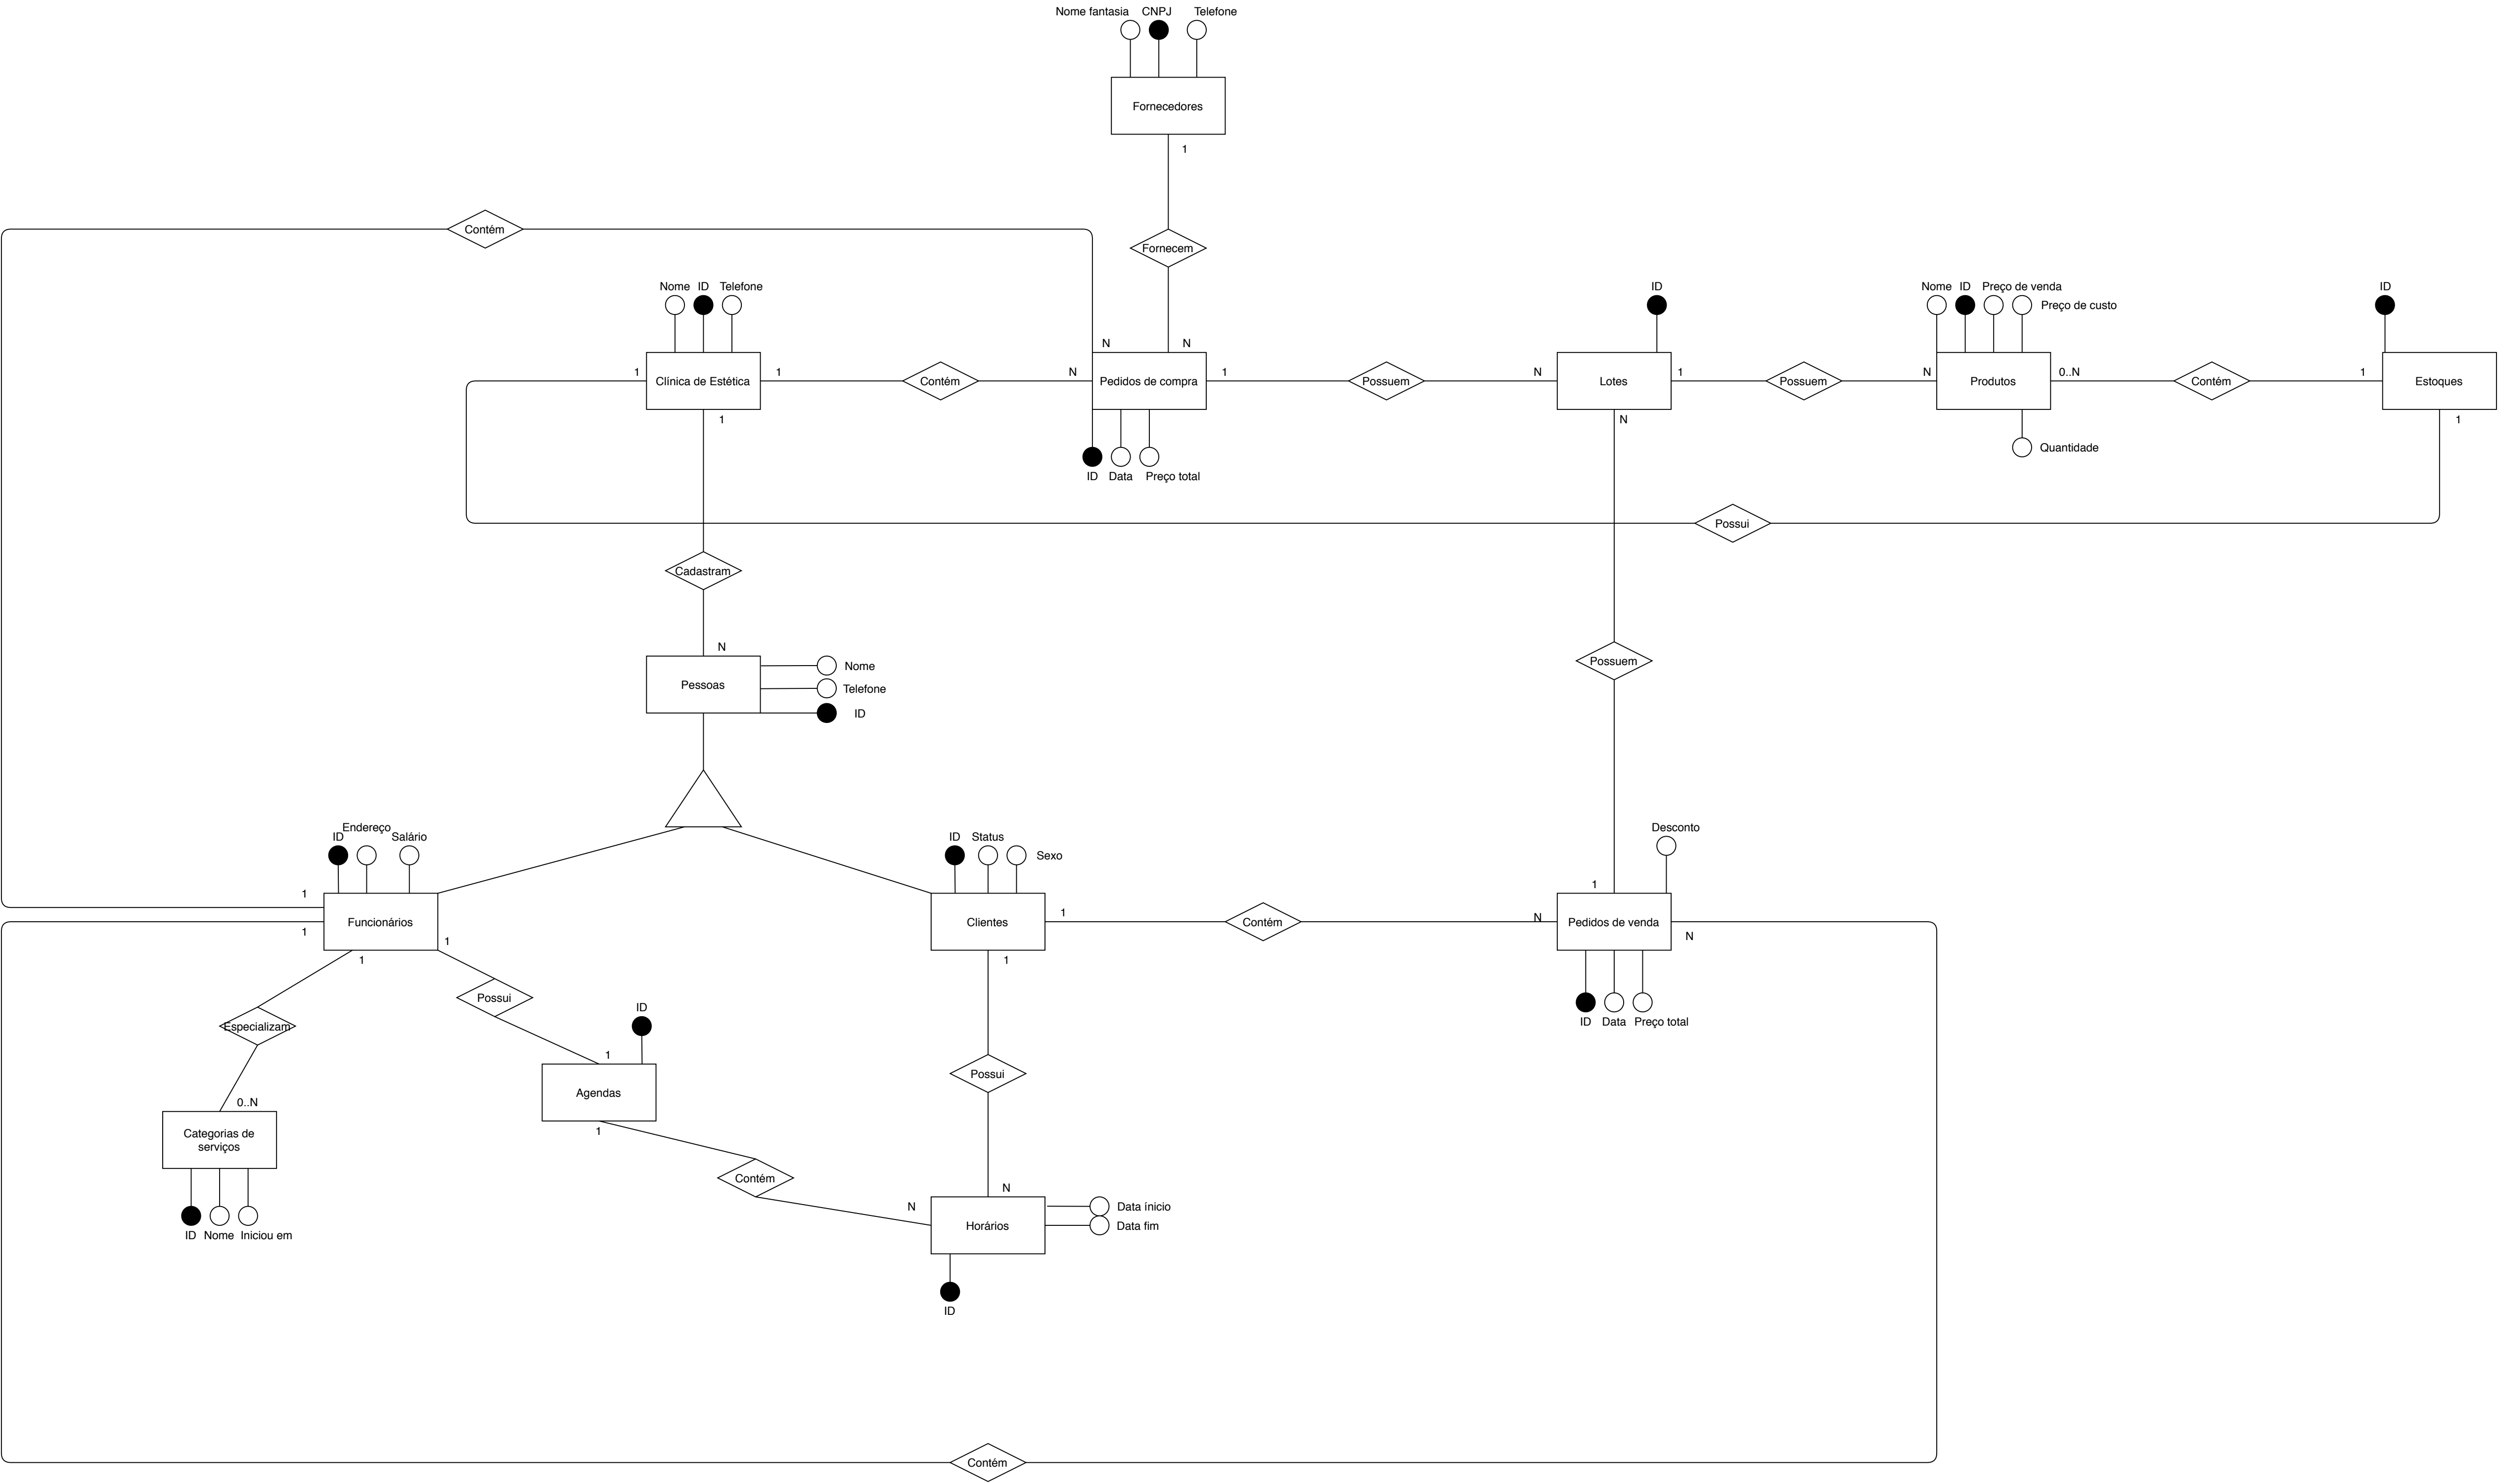 Nome fantasia
CNPJ
Telefone
Fornecedores
1
Contém
Fornecem
Nome
ID
Telefone
ID
Nome
ID
Preço de venda
Preço de custo
ID
N
N
1
Clínica de Estética
1
Contém
N
Pedidos de compra
1
Possuem
N
Lotes
1
Possuem
N
Produtos
0..N
Contém
1
Estoques
1
N
1
Quantidade
ID
Data
Preço total
Possui
Cadastram
N
Possuem
Pessoas
Nome
Telefone
ID
Endereço
ID
Salário
ID
Status
Sexo
Desconto
1
1
Funcionários
1
1
1
Clientes
1
Contém
N
Pedidos de venda
1
N
1
Possui
Especializam
ID
ID
Data
Preço total
1
Agendas
Possui
0..N
Categorias de
serviços
1
Contém
N
N
Horários
Data ínicio
Data fim
ID
Nome
Iniciou em
ID
Contém